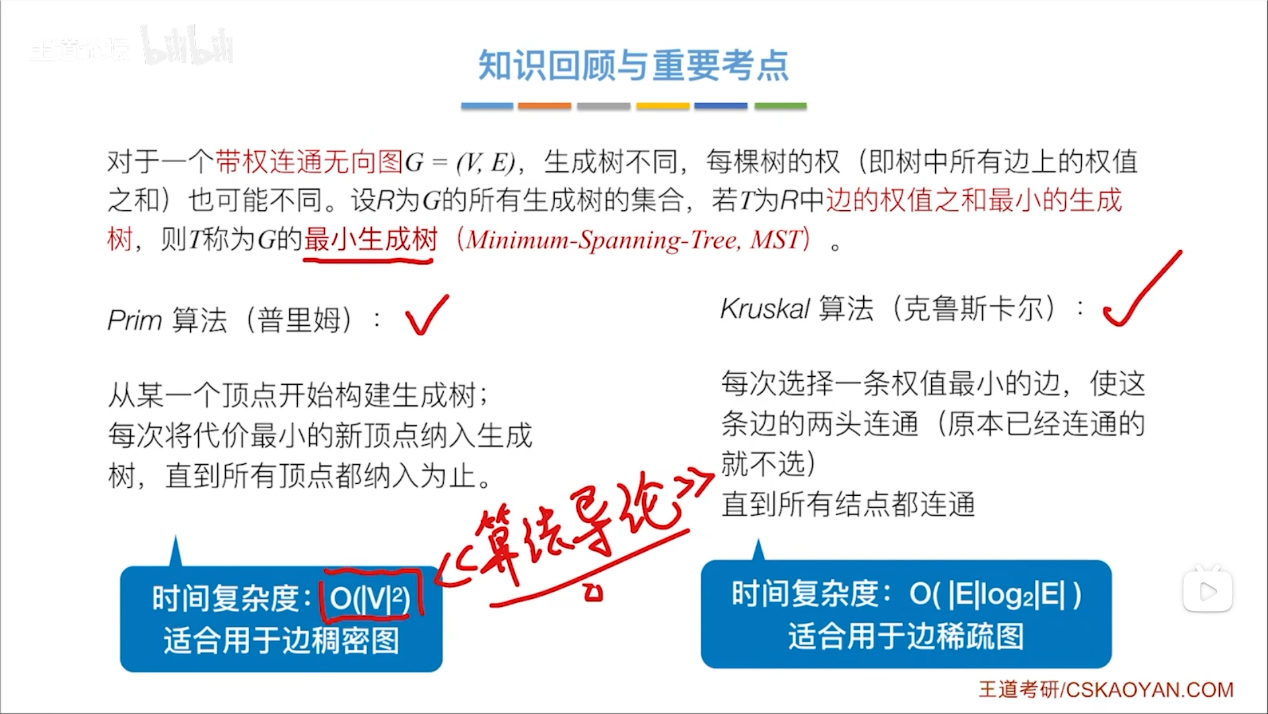 王道论坛 bilibili
知识回顾与重要考点
对于一个带权连通无向图G = (V, E)，生成树不同，每棵树的权（即树中所有边上的权值
之和）也可能不同。设R为G的所有生成树的集合，若T为R中边的权值之和最小的生成
树，则T称为G的最小生成树（Minimum-Spanning-Tree, MST）。
Prim 算法（普里姆）：
从某一个顶点开始构建生成树；
每次将代价最小的新顶点纳入生成
树，直到所有顶点都纳入为止。
时间复杂度：O(|V|²)
适合用于边稠密图
《算法导论》
Kruskal 算法（克鲁斯卡尔）：
每次选择一条权值最小的边，使这
条边的两头连通（原本已经连通的
就不选）
直到所有结点都连通
时间复杂度：O( |E|log₂|E| )
适合用于边稀疏图
王道考研/CSKAOYAN.COM